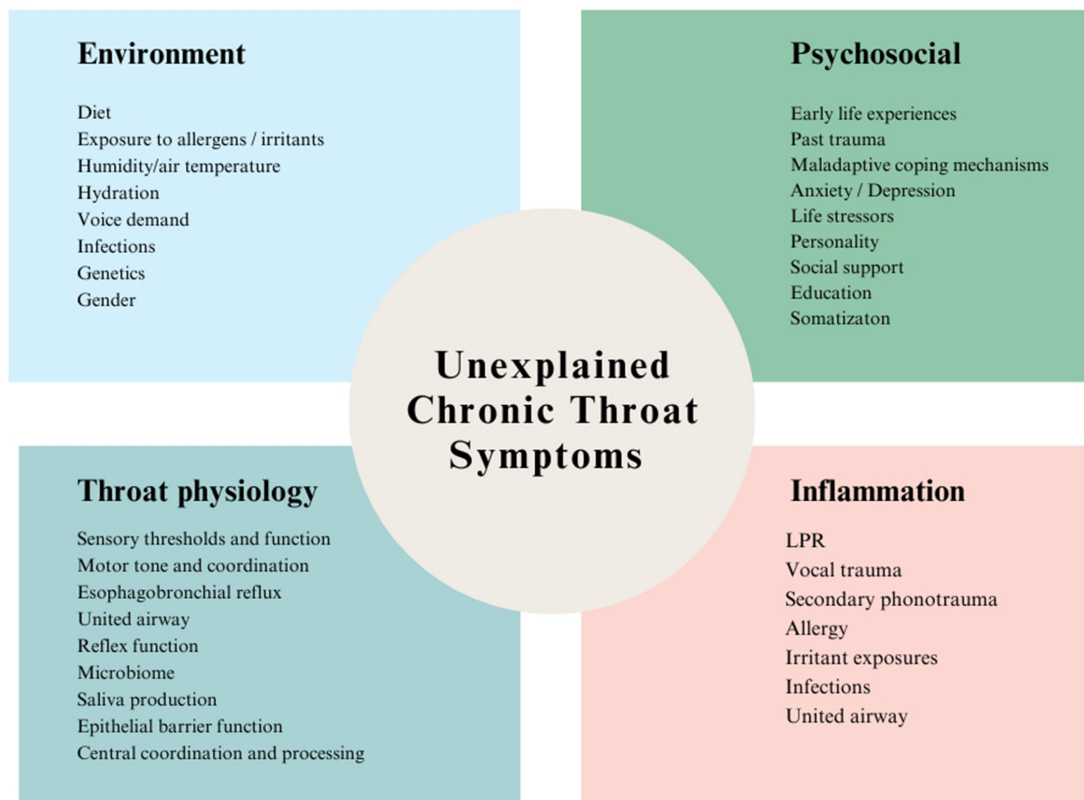 Environment
Diet
Exposure to allergens / irritants
Humidity/air temperature
Hydration
Voice demand
Infections
Genetics
Gender
Psychosocial
Early life experiences
Past trauma
Maladaptive coping mechanisms
Anxiety / Depression
Life stressors
Personality
Social support
Education
Somatizaton
Unexplained
Chronic Throat
Symptoms
Throat physiology
Sensory thresholds and function
Motor tone and coordination
Esophagobronchial reflux
United airway
Reflex function
Microbiome
Saliva production
Epithelial barrier function
Central coordination and processing
Inflammation
LPR
Vocal trauma
Secondary phonotrauma
Allergy
Irritant exposures
Infections
United airway